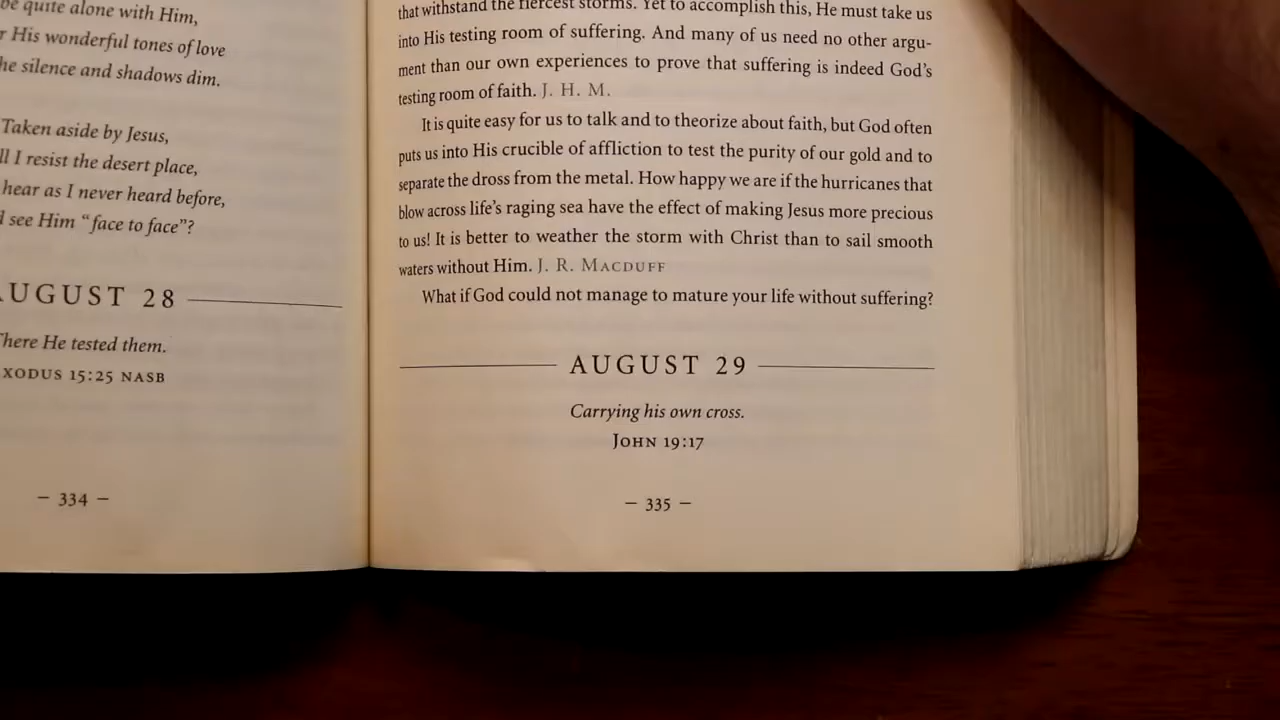 be quite alone with Him,
His wonderful tones of love
silence and shadows dim.
Taken aside by Jesus,
I resist the desert place,
hear as I never heard before,
see Him “face to face”?
AUGUST 28
There He tested them.
EXODUS 15:25 NASB
– 334 –
that withstand the fiercest storms. Yet to accomplish this, He must take us
into His testing room of suffering. And many of us need no other argu-
ment than our own experiences to prove that suffering is indeed God’s
testing room of faith. J. H. M.
It is quite easy for us to talk and to theorize about faith, but God often
puts us into His crucible of affliction to test the purity of our gold and to
separate the dross from the metal. How happy we are if the hurricanes that
blow across life’s raging sea have the effect of making Jesus more precious
to us! It is better to weather the storm with Christ than to sail smooth
waters without Him. J. R. MACDUFF
What if God could not manage to mature your life without suffering?
AUGUST 29
Carrying his own cross.
JOHN 19:17
– 335 –